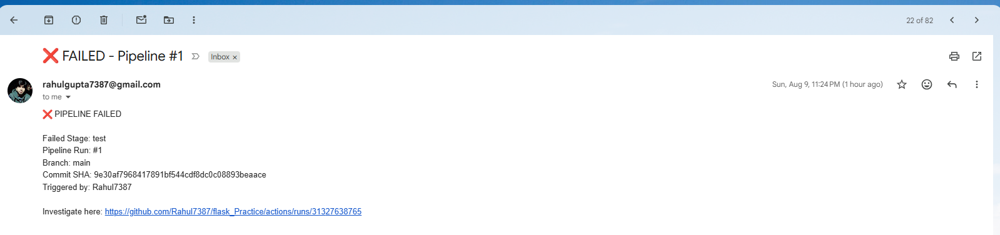 22 of 82
❌ FAILED - Pipeline #1 Inbox ×
rahulgupta7387@gmail.com Sun, Aug 9, 11:24 PM (1 hour ago)
to me
❌ PIPELINE FAILED
Failed Stage: test
Pipeline Run: #1
Branch: main
Commit SHA: 9e30af7968417891bf544cdf8dc0c08893beaace
Triggered by: Rahul7387
Investigate here: https://github.com/Rahul7387/flask_Practice/actions/runs/31327638765